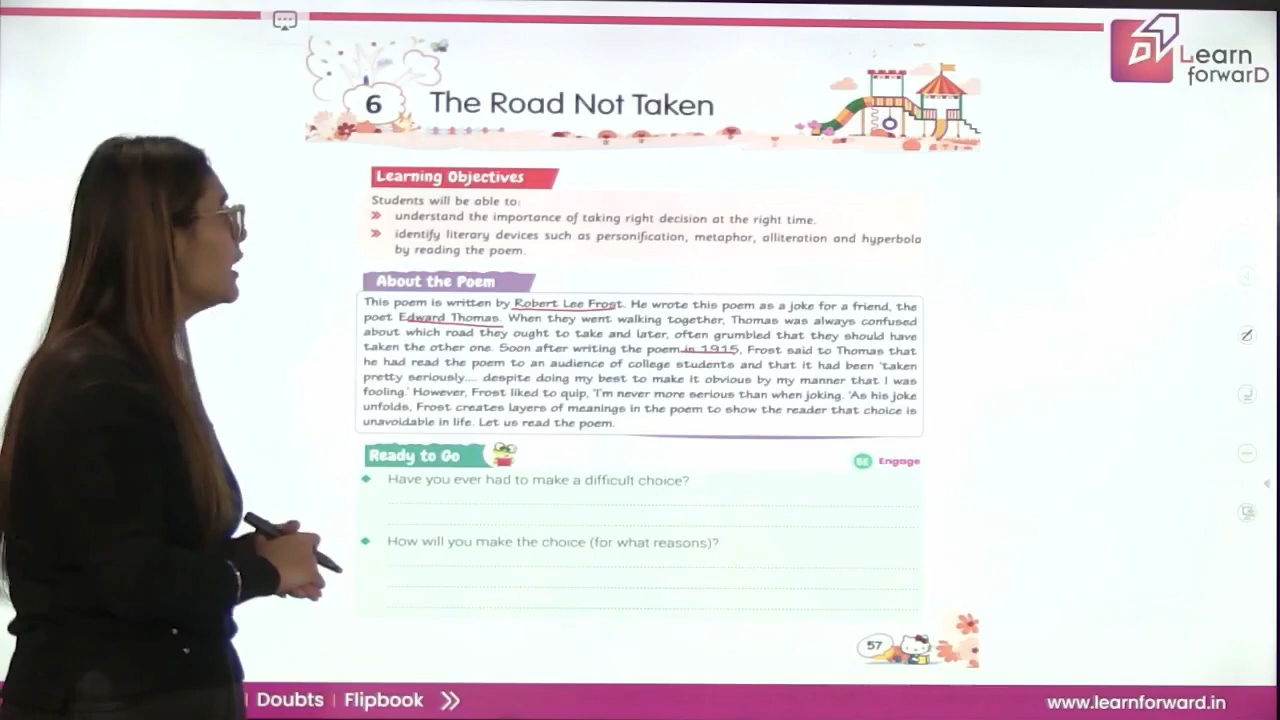 Learn
forwarD
6
The Road Not Taken
Learning Objectives
Students will be able to:
» understand the importance of taking right decision at the right time.
» identify literary devices such as personification, metaphor, alliteration and hyperbola
by reading the poem.
About the Poem
This poem is written by Robert Lee Frost. He wrote this poem as a joke for a friend, the
poet Edward Thomas. When they went walking together, Thomas was always confused
about which road they ought to take and later, often grumbled that they should have
taken the other one. Soon after writing the poem in 1915, Frost said to Thomas that
he had read the poem to an audience of college students and that it had been 'taken
pretty seriously.... despite doing my best to make it obvious by my manner that I was
fooling.' However, Frost liked to quip, 'I'm never more serious than when joking. 'As his joke
unfolds, Frost creates layers of meanings in the poem to show the reader that choice is
unavoidable in life. Let us read the poem.
Ready to Go
5E Engage
Have you ever had to make a difficult choice?
How will you make the choice (for what reasons)?
57
| Doubts | Flipbook »
www.learnforward.in